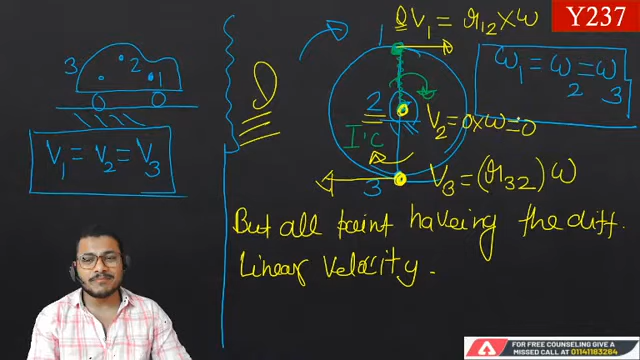 Y237
1
V₁ = r₁₂ × ω
3
2
1
ω₁ = ω₂ = ω₃
2
I'C
V₂ = 0×ω = 0
V₁ = V₂ = V₃
3
V₃ = (r₃₂) ω
But all point haveing the diff.
Linear velocity.
FOR FREE COUNSELING GIVE A
MISSED CALL AT 01141183264